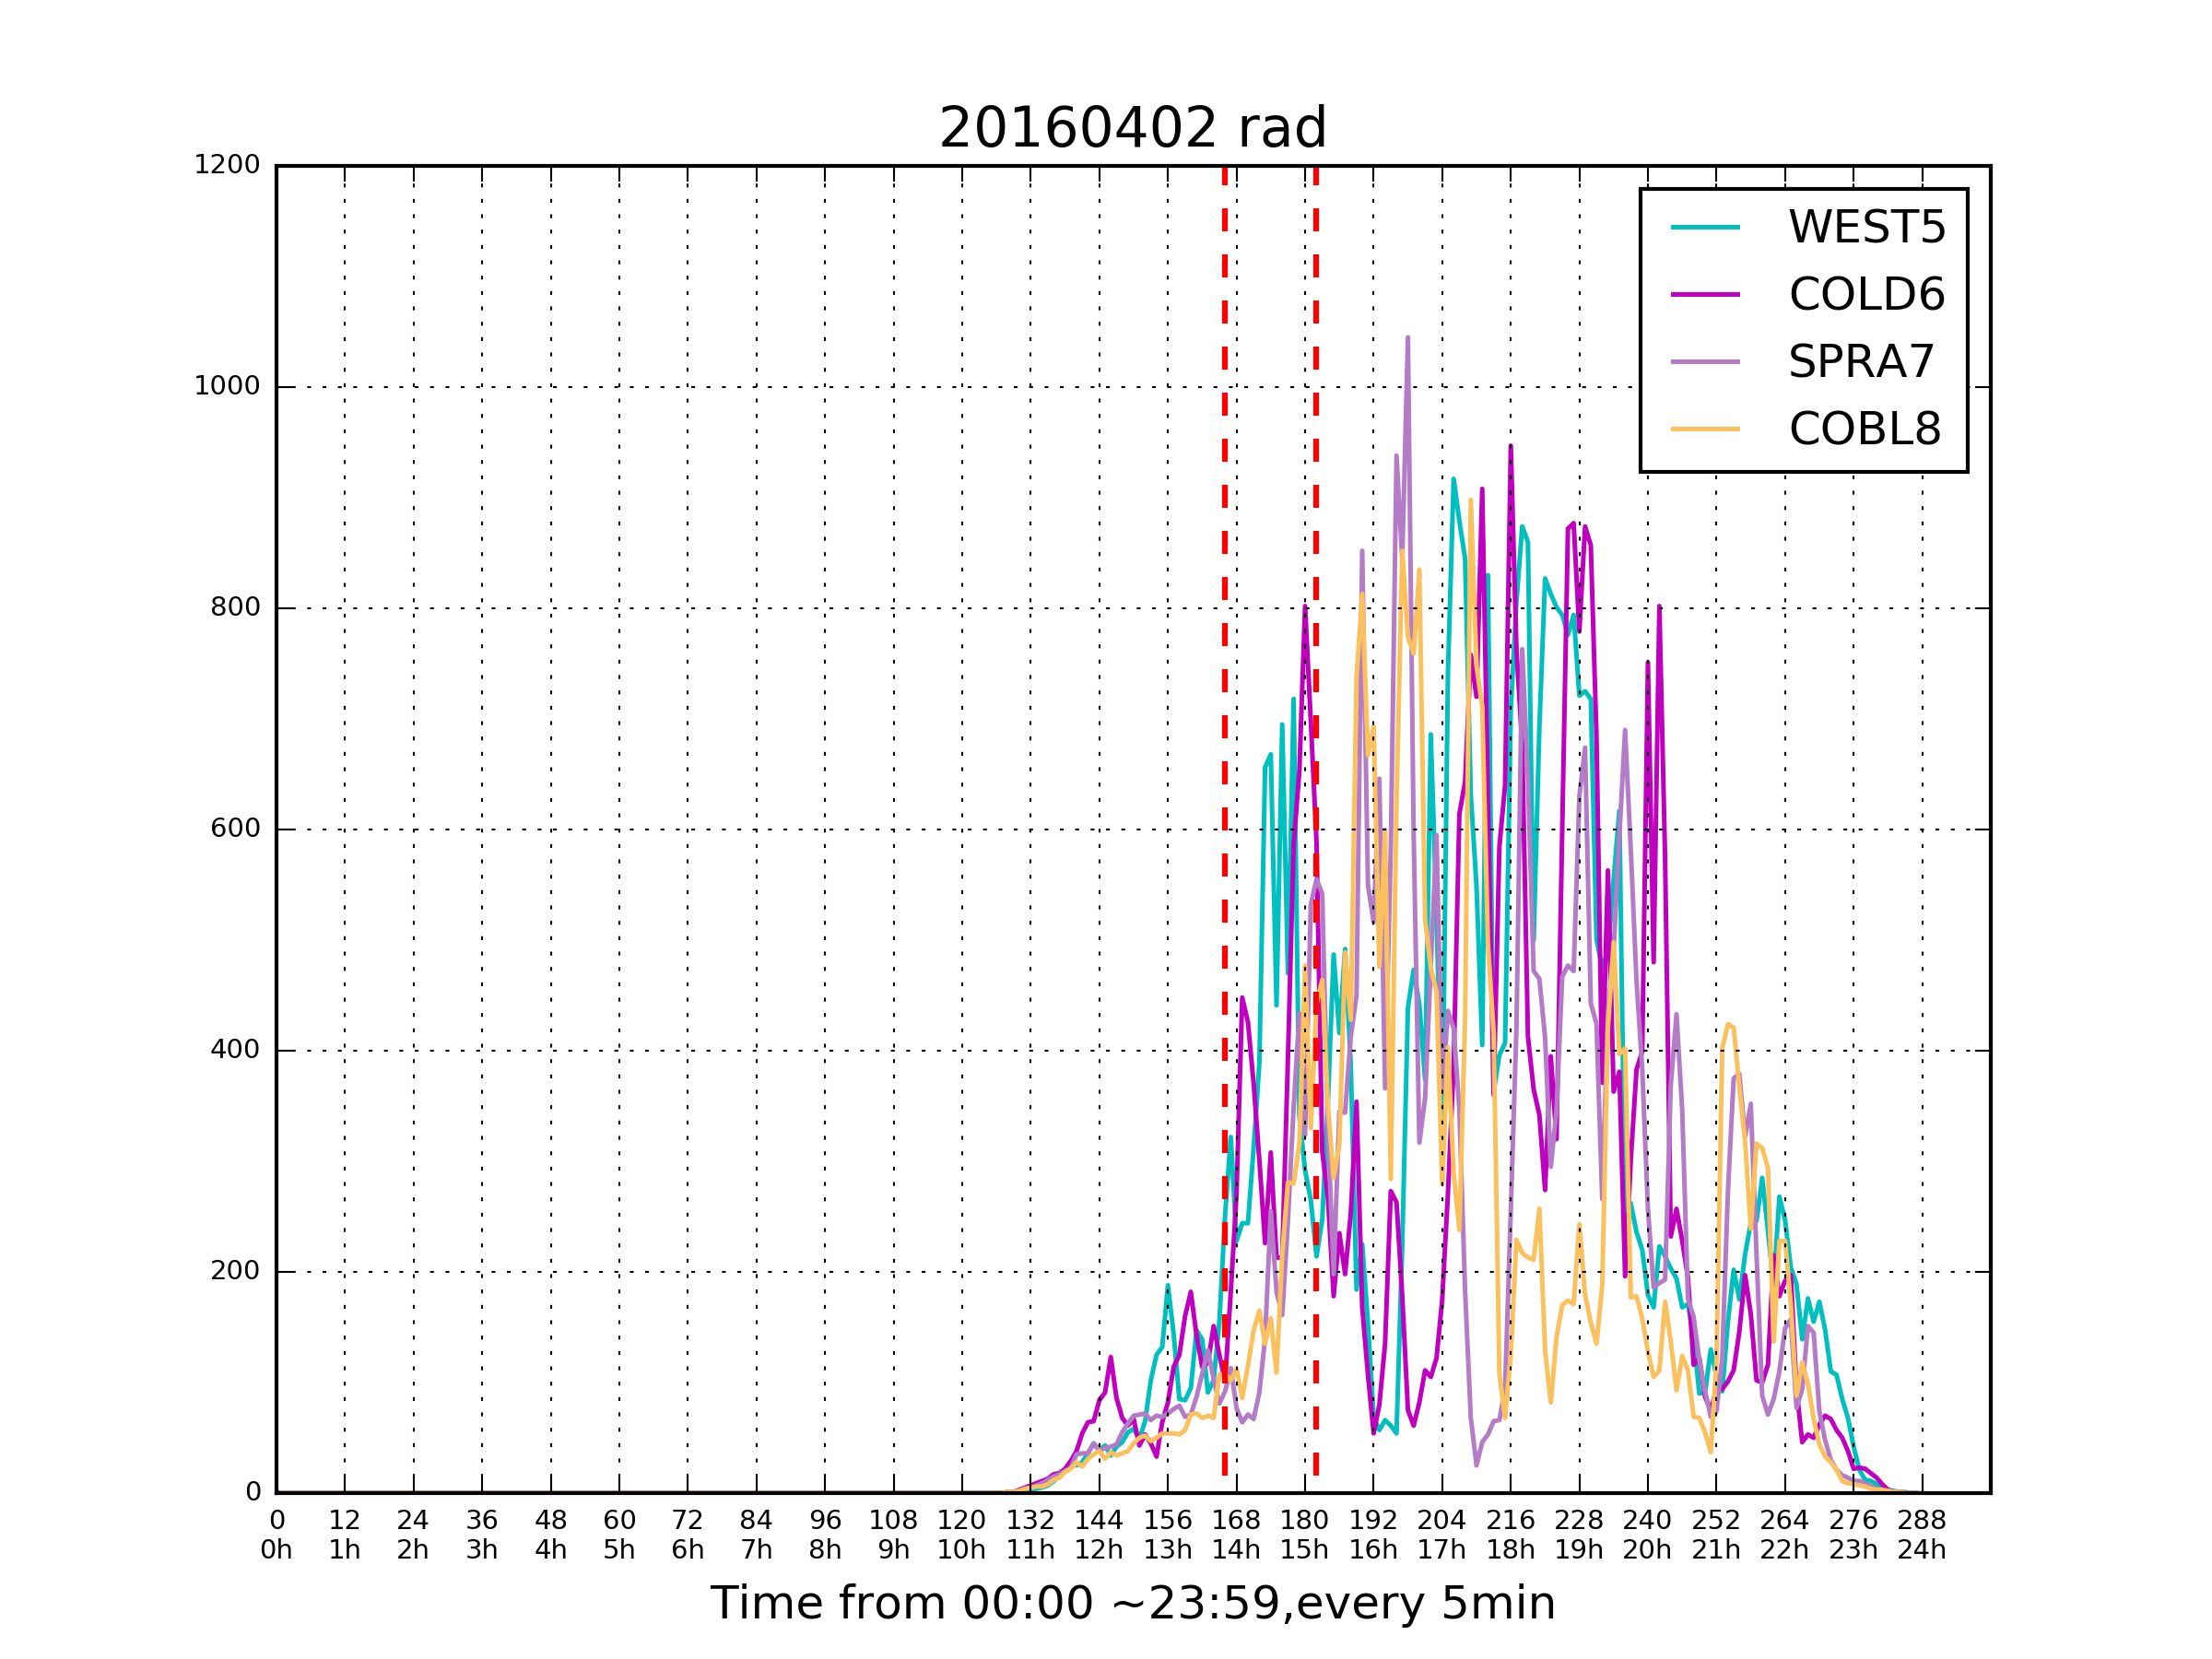 20160402 rad
1200
1000
800
600
400
200
0
WEST5
COLD6
SPRA7
COBL8
0 12 24 36 48 60 72 84 96 108 120 132 144 156 168 180 192 204 216 228 240 252 264 276 288
0h 1h 2h 3h 4h 5h 6h 7h 8h 9h 10h 11h 12h 13h 14h 15h 16h 17h 18h 19h 20h 21h 22h 23h 24h
Time from 00:00 ~23:59,every 5min